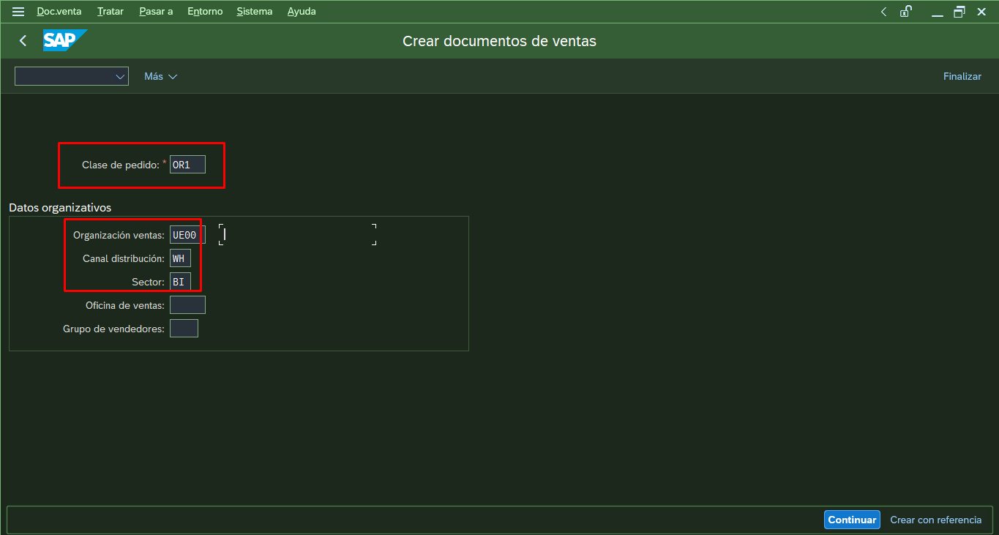 Doc.venta Tratar Pasar a Entorno Sistema Ayuda
SAP Crear documentos de ventas
Más Finalizar
Clase de pedido: * OR1
Datos organizativos
Organización ventas: UE00
Canal distribución: WH
Sector: BI
Oficina de ventas:
Grupo de vendedores:
Continuar Crear con referencia